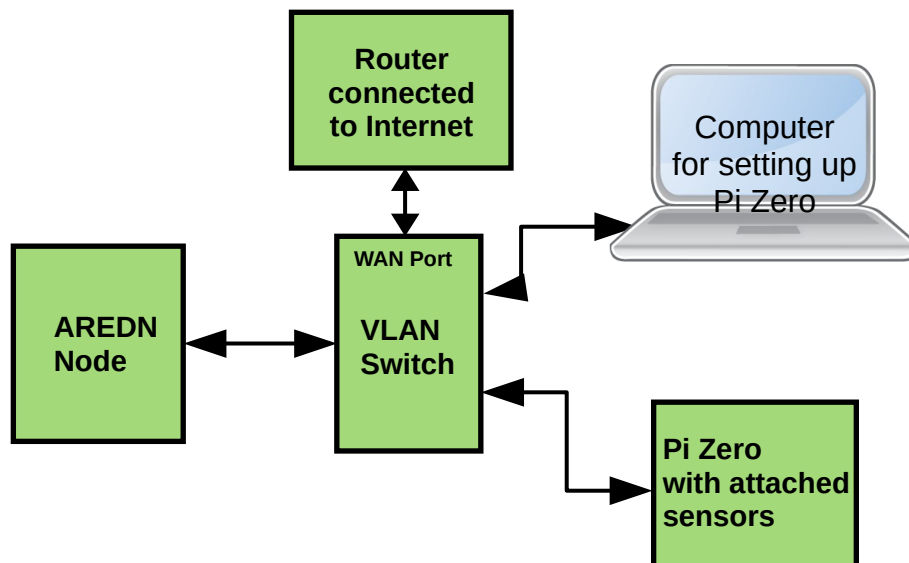 Router
connected
to Internet
Computer
for setting up
Pi Zero
WAN Port
VLAN
Switch
AREDN
Node
Pi Zero
with attached
sensors